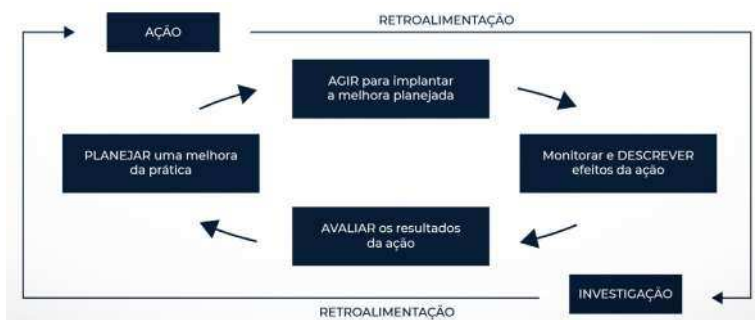 RETROALIMENTAÇÃO
AÇÃO
AGIR para implantar
a melhora planejada
PLANEJAR uma melhora
da prática
Monitorar e DESCREVER
efeitos da ação
AVALIAR os resultados
da ação
INVESTIGAÇÃO
RETROALIMENTAÇÃO